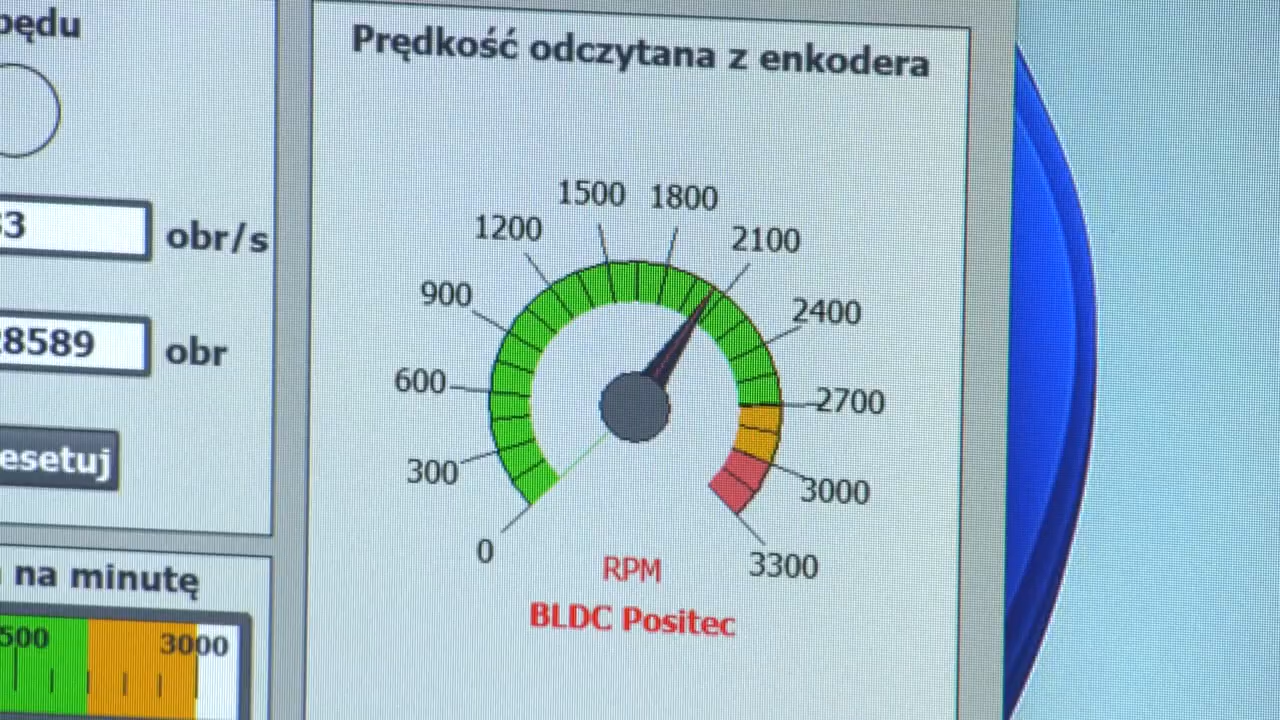 pędu
Prędkość odczytana z enkodera
3 obr/s
8589 obr
esetuj
na minutę
500 3000
1500 1800
1200 2100
900 2400
600 2700
300 3000
0 3300
RPM
BLDC Positec